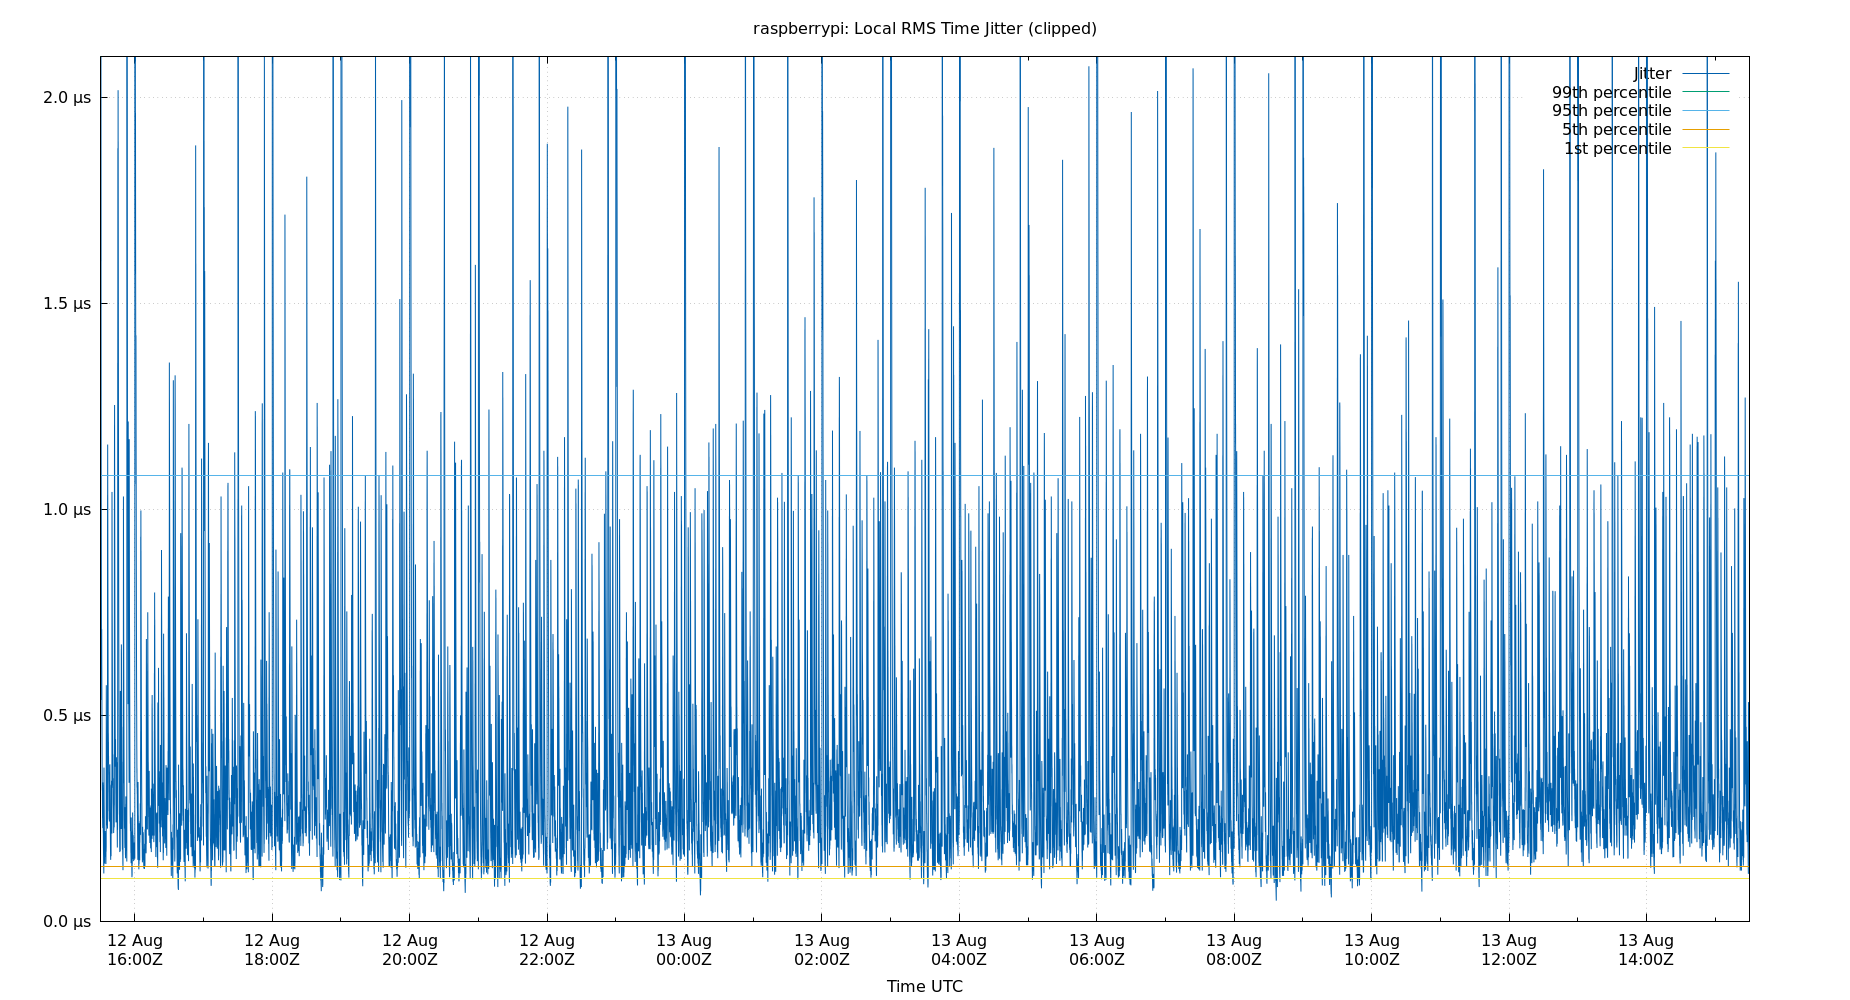 raspberrypi: Local RMS Time Jitter (clipped)
Jitter
99th percentile
95th percentile
5th percentile
1st percentile
2.0 µs
1.5 µs
1.0 µs
0.5 µs
0.0 µs
12 Aug 12 Aug 12 Aug 12 Aug 13 Aug 13 Aug 13 Aug 13 Aug 13 Aug 13 Aug 13 Aug 13 Aug
16:00Z 18:00Z 20:00Z 22:00Z 00:00Z 02:00Z 04:00Z 06:00Z 08:00Z 10:00Z 12:00Z 14:00Z
Time UTC